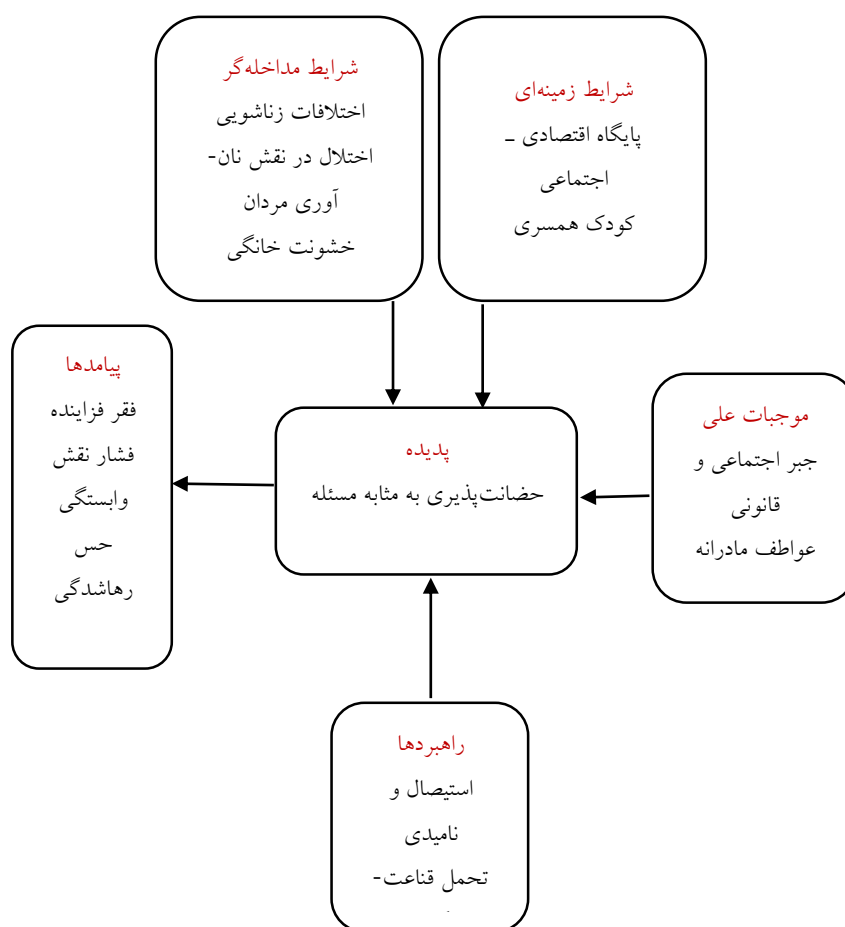 شرایط مداخله‌گر
اختلافات زناشویی
اختلال در نقش نان-
آوری مردان
خشونت خانگی
شرایط زمینه‌ای
پایگاه اقتصادی –
اجتماعی
کودک همسری
موجبات علی
جبر اجتماعی و
قانونی
عواطف مادرانه
پدیده
حضانت‌پذیری به مثابه مسئله
پیامدها
فقر فزاینده
فشار نقش
وابستگی
حس
رهاشدگی
راهبردها
استیصال و
نامیدی
تحمل قناعت-